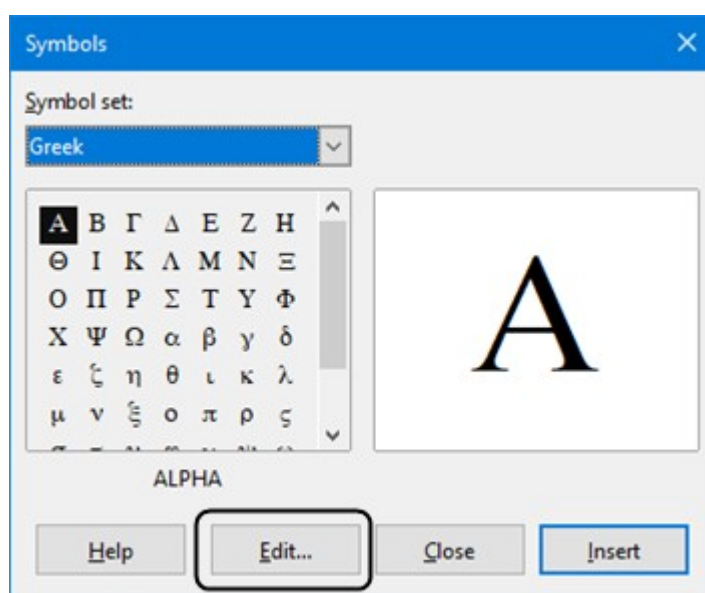 Symbols
Symbol set:
Greek
Α Β Γ Δ Ε Ζ Η
Θ Ι Κ Λ Μ Ν Ξ
Ο Π Ρ Σ Τ Υ Φ
Χ Ψ Ω α β γ δ
ε ζ η θ ι κ λ
μ ν ξ ο π ρ ς
Α
ALPHA
Help Edit... Close Insert